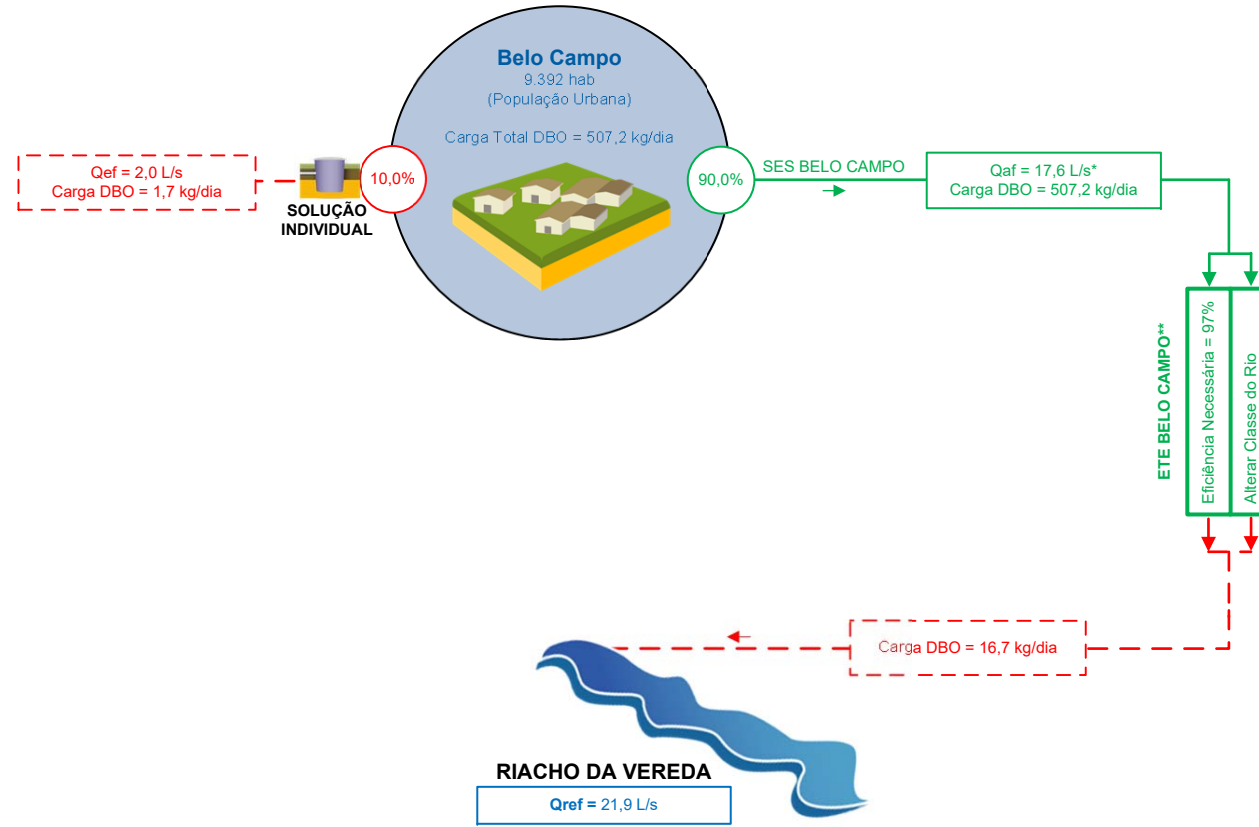 Belo Campo
9.392 hab
(População Urbana)
Carga Total DBO = 507,2 kg/dia
Qef = 2,0 L/s
Carga DBO = 1,7 kg/dia
SOLUÇÃO
INDIVIDUAL
10,0%
90,0%
SES BELO CAMPO
Qaf = 17,6 L/s*
Carga DBO = 507,2 kg/dia
ETE BELO CAMPO**
Eficiência Necessária = 97%
Alterar Classe do Rio
Carga DBO = 16,7 kg/dia
RIACHO DA VEREDA
Qref = 21,9 L/s